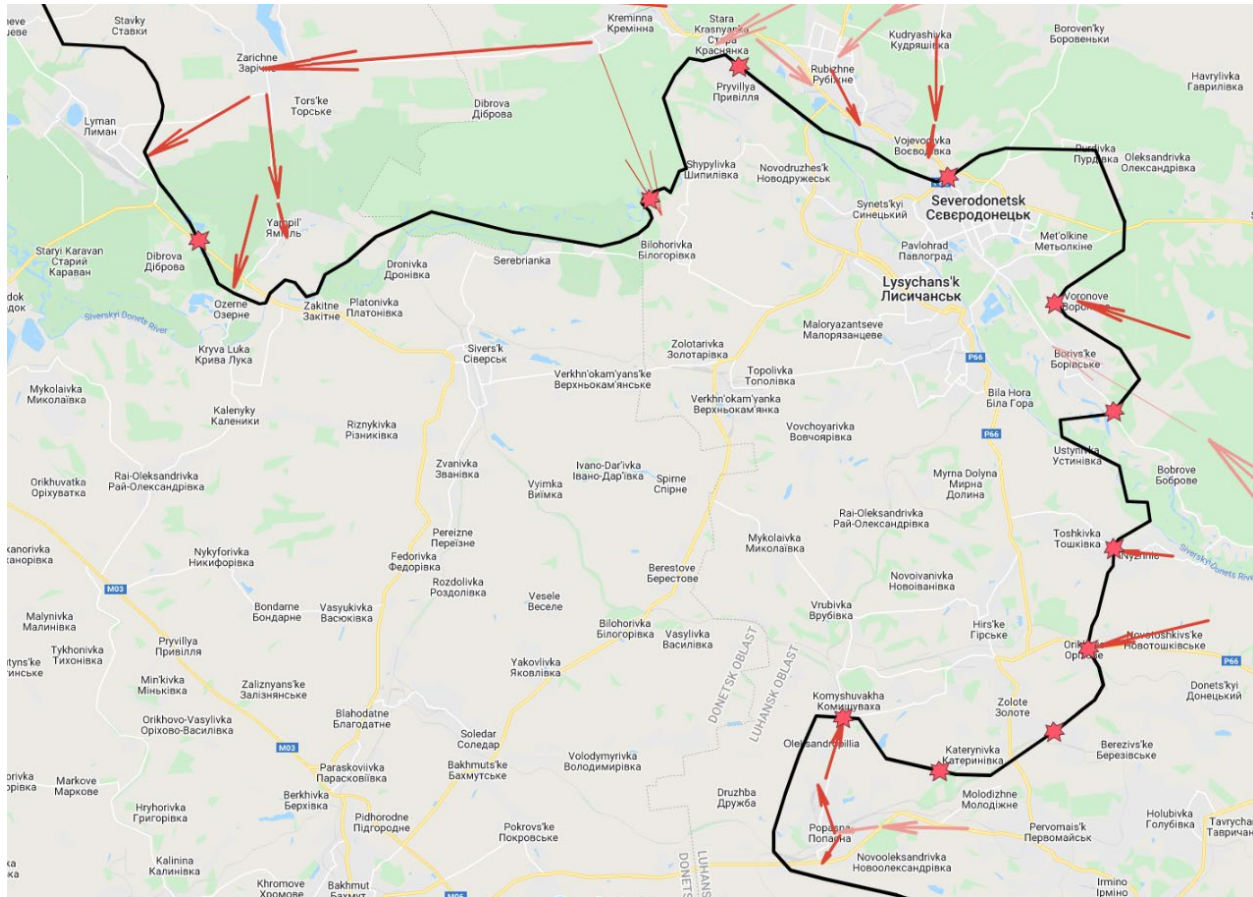 Stavky
Ставки
Kreminna
Кремінна
Stara
Krasnyanka
Стара
Краснянка
Kudryashivka
Кудряшівка
Boroven'ky
Боровеньки
Zarichne
Зарічне
Rubizhne
Рубіжне
Havrylivka
Гаврилівка
Tors'ke
Торське
Dibrova
Діброва
Pryvillya
Привілля
Lyman
Лиман
Vojevodivka
Воєводівка
Shypylivka
Шипилівка
Novodruzhes'k
Новодружеськ
Purdivka
Пурдівка
Oleksandrivka
Олександрівка
Severodonetsk
Сєвєродонецьк
Synets'kyi
Синецький
Yampil'
Ямпіль
Dibrova
Діброва
Staryi Karavan
Старий
Караван
Bilohorivka
Білогорівка
Pavlohrad
Павлоград
Met'olkine
Метьолкіне
Dronivka
Дронівка
Serebrianka
Lysychans'k
Лисичанськ
Voronove
Ozerne
Озерне
Zakitne
Закітне
Platonivka
Платонівка
Siverskyi Donets River
Maloryazantseve
Малорязанцеве
Kryva Luka
Крива Лука
Sivers'k
Сіверськ
Zolotarivka
Золотарівка
Borivs'ke
Борівське
P66
Verkhn'okam'yans'ke
Верхньокам'янське
Topolivka
Тополівка
Mykolaivka
Миколаївка
Bila Hora
Біла Гора
Verkhn'okam'yanka
Верхньокам'янка
Kalenyky
Каленики
Riznykivka
Різниківка
Vovchoyarivka
Вовчоярівка
P66
Ustynivka
Устинівка
Zvanivka
Званівка
Ivano-Dar'ivka
Івано-Дар'ївка
Bobrove
Боброве
Rai-Oleksandrivka
Рай-Олександрівка
Orikhuvatka
Оріхуватка
Vyimka
Виїмка
Spirne
Спірне
Myrna Dolyna
Мирна
Долина
Rai-Oleksandrivka
Рай-Олександрівка
Pereizne
Переїзне
Mykolaivka
Миколаївка
Toshkivka
Тошківка
Nyzhnie
Siverskyi Donets River
Nykyforivka
Никифорівка
Fedorivka
Федорівка
Rozdolivka
Роздолівка
Berestove
Берестове
Novoivanivka
Новоіванівка
M03
Vesele
Веселе
Bondarne
Бондарне
Vasyukivka
Васюківка
Vrubivka
Врубівка
Malynivka
Малинівка
Bilohorivka
Білогорівка
Vasylivka
Василівка
Hirs'ke
Гірське
Pryvillya
Привілля
Tykhonivka
Тихонівка
Novotoshkivs'ke
Новотошківське
P66
Yakovlivka
Яковлівка
DONETSK OBLAST
LUHANSK OBLAST
Min'kivka
Міньківка
Zaliznyans'ke
Залізнянське
Donets'kyi
Донецький
Komyshuvakha
Комишуваха
Zolote
Золоте
Blahodatne
Благодатне
Orikhovo-Vasylivka
Оріхово-Василівка
Soledar
Соледар
Oleksandropillia
Katerynivka
Катеринівка
Berezivs'ke
Березівське
M03
Volodymyrivka
Володимирівка
Paraskoviivka
Парасковіївка
Bakhmuts'ke
Бахмутське
Markove
Маркове
Berkhivka
Берхівка
Druzhba
Дружба
Molodizhne
Молодіжне
Hryhorivka
Григорівка
Pidhorodne
Підгородне
Pokrovs'ke
Покровське
Popasna
Попасна
Pervomais'k
Первомайськ
Holubivka
Голубівка
Kalinina
Калініна
Novooleksandrivka
Новоолександрівка
Khromove
Хромове
Bakhmut
Бахмут
Irmino
Ірміно